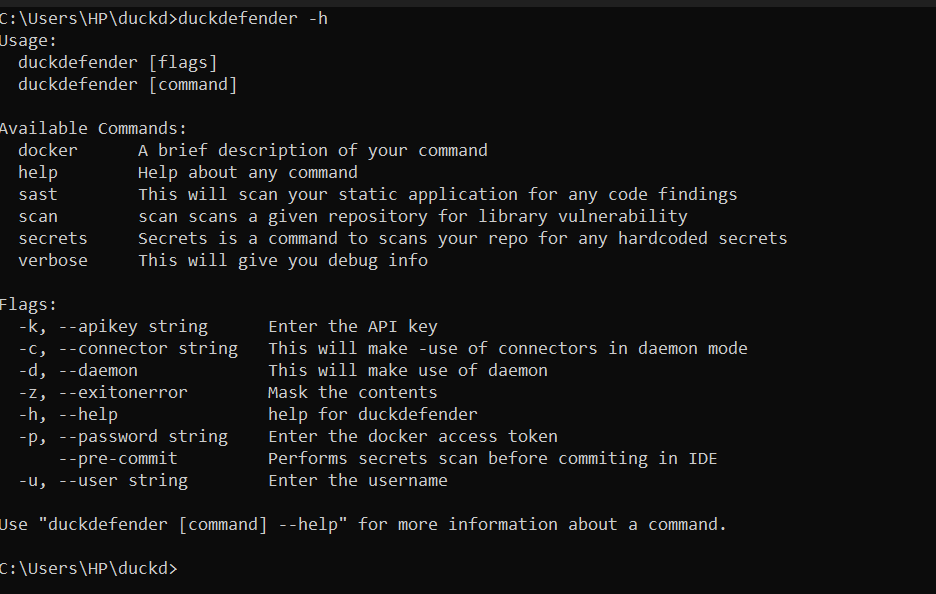 C:\Users\HP\duckd>duckdefender -h
Usage:
  duckdefender [flags]
  duckdefender [command]

Available Commands:
  docker      A brief description of your command
  help        Help about any command
  sast        This will scan your static application for any code findings
  scan        scan scans a given repository for library vulnerability
  secrets     Secrets is a command to scans your repo for any hardcoded secrets
  verbose     This will give you debug info

Flags:
  -k, --apikey string      Enter the API key
  -c, --connector string   This will make -use of connectors in daemon mode
  -d, --daemon             This will make use of daemon
  -z, --exitonerror        Mask the contents
  -h, --help               help for duckdefender
  -p, --password string    Enter the docker access token
      --pre-commit         Performs secrets scan before commiting in IDE
  -u, --user string        Enter the username

Use "duckdefender [command] --help" for more information about a command.

C:\Users\HP\duckd>